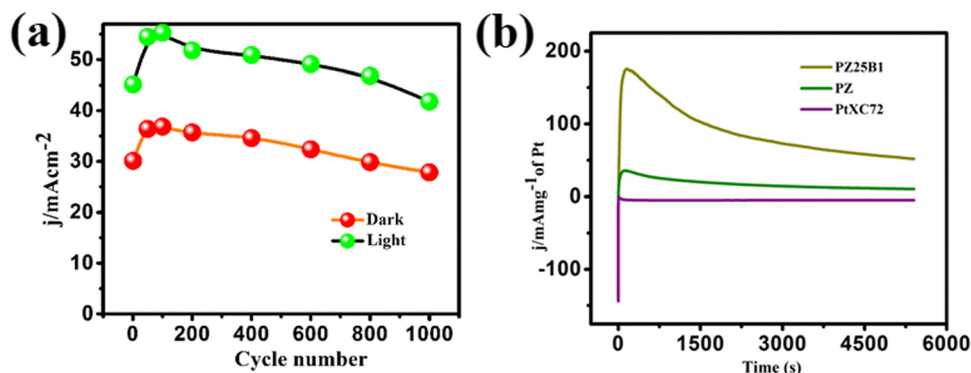 (a)
j/mAcm-2
50
40
30
20
10
0
Dark
Light
0 200 400 600 800 1000
Cycle number
(b)
j/mAmg-1 of Pt
200
100
0
-100
PZ25B1
PZ
PtXC72
0 1500 3000 4500 6000
Time (s)